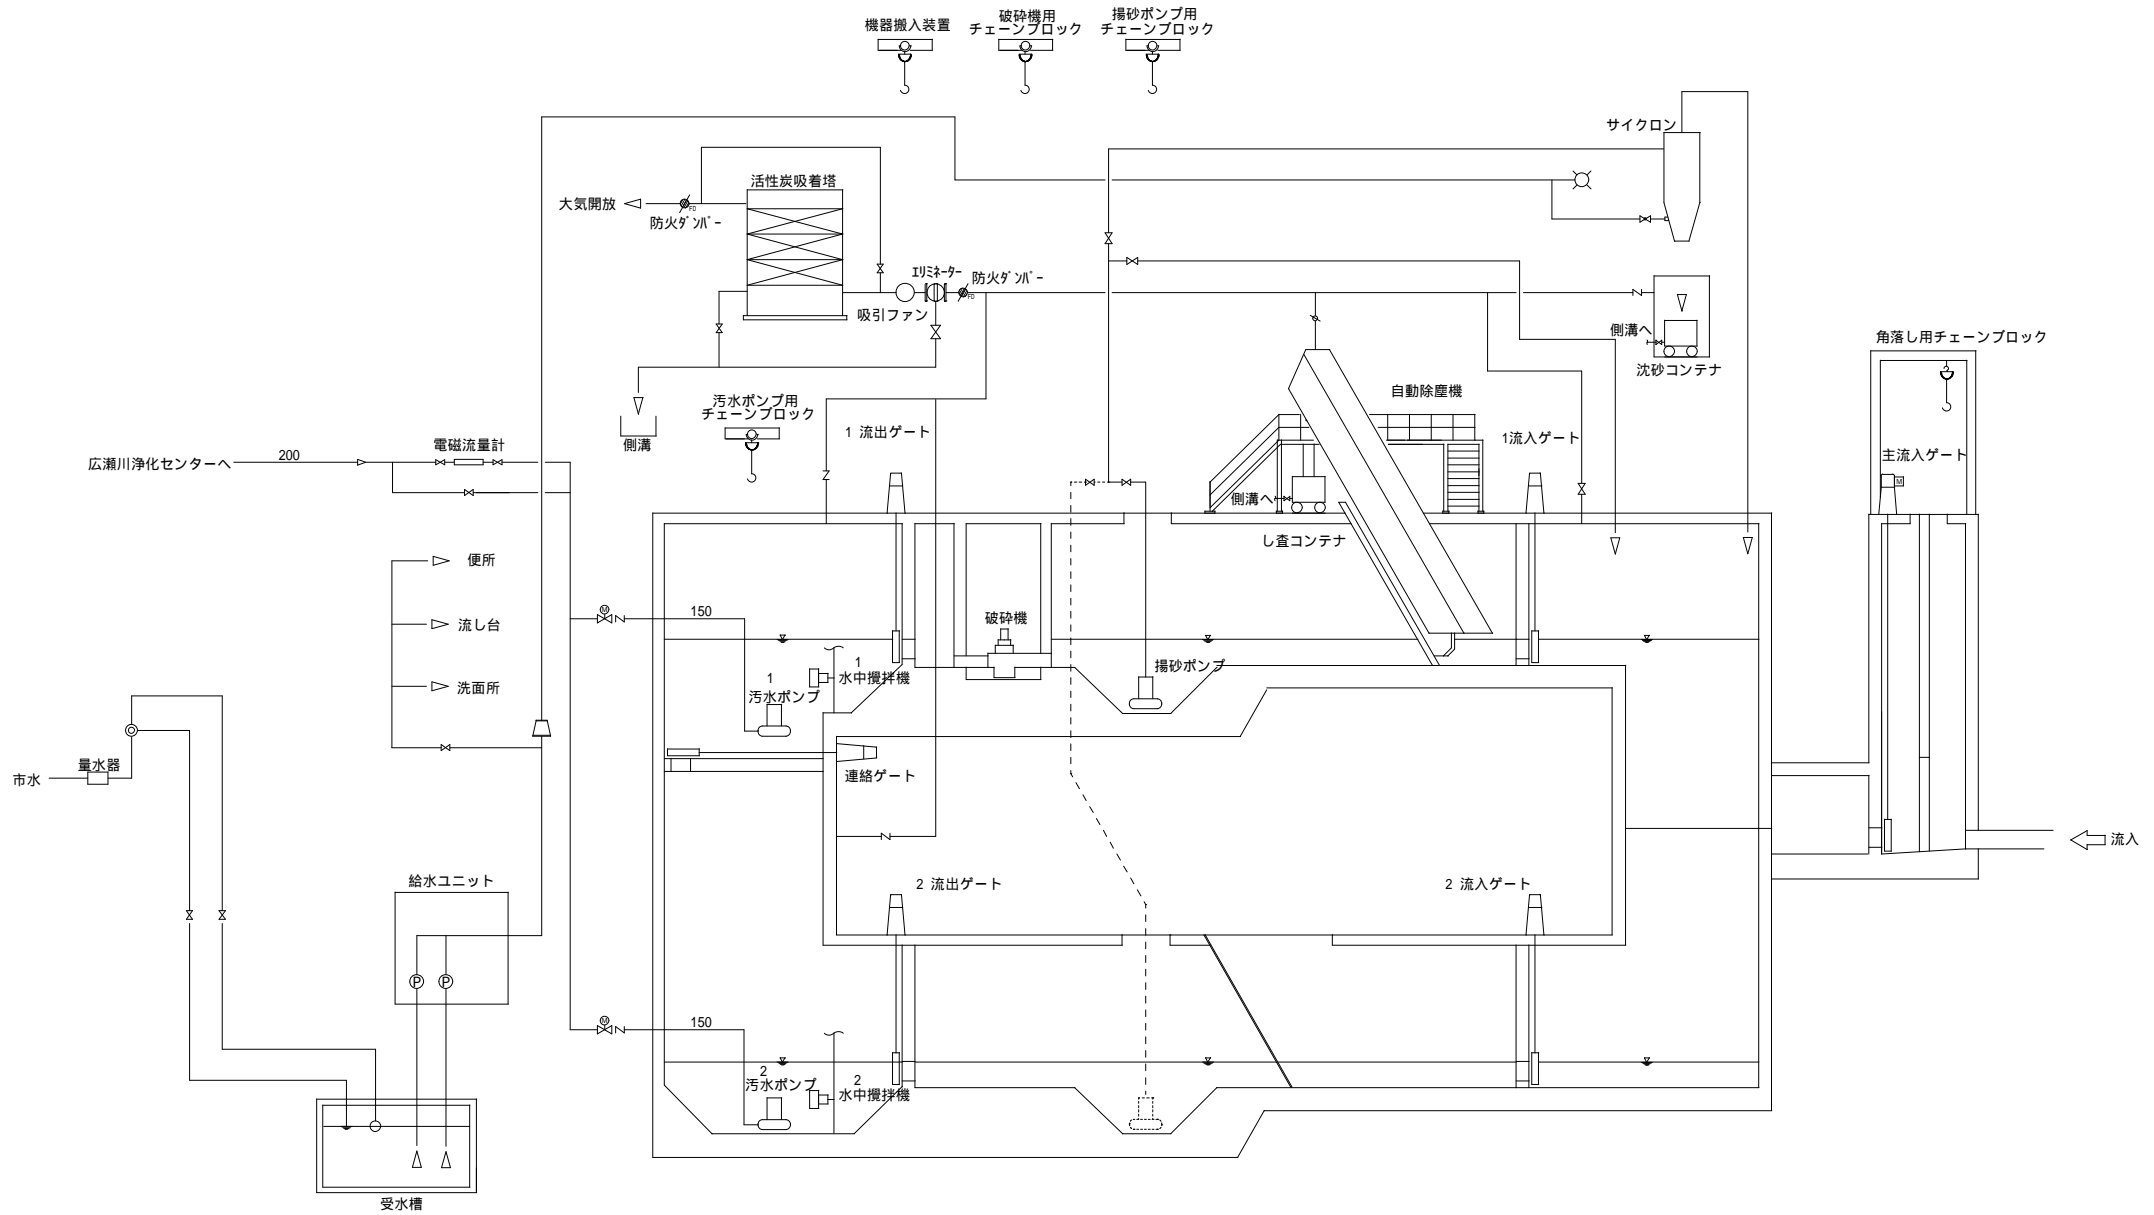 機器搬入装置
破砕機用
チェーンブロック
揚砂ポンプ用
チェーンブロック
サイクロン
活性炭吸着塔
大気開放
FD
防火ダンパー
エリミネーター
防火ダンパー
FD
吸引ファン
側溝へ
沈砂コンテナ
角落し用チェーンブロック
自動除塵機
汚水ポンプ用
チェーンブロック
1 流出ゲート
1流入ゲート
側溝
電磁流量計
広瀬川浄化センターへ
200
主流入ゲート
M
側溝へ
し査コンテナ
便所
M
150
破砕機
流し台
1
水中攪拌機
揚砂ポンプ
1
汚水ポンプ
洗面所
量水器
市水
連絡ゲート
流入
給水ユニット
2 流出ゲート
2 流入ゲート
P
P
M
150
2
汚水ポンプ
2
水中攪拌機
受水槽